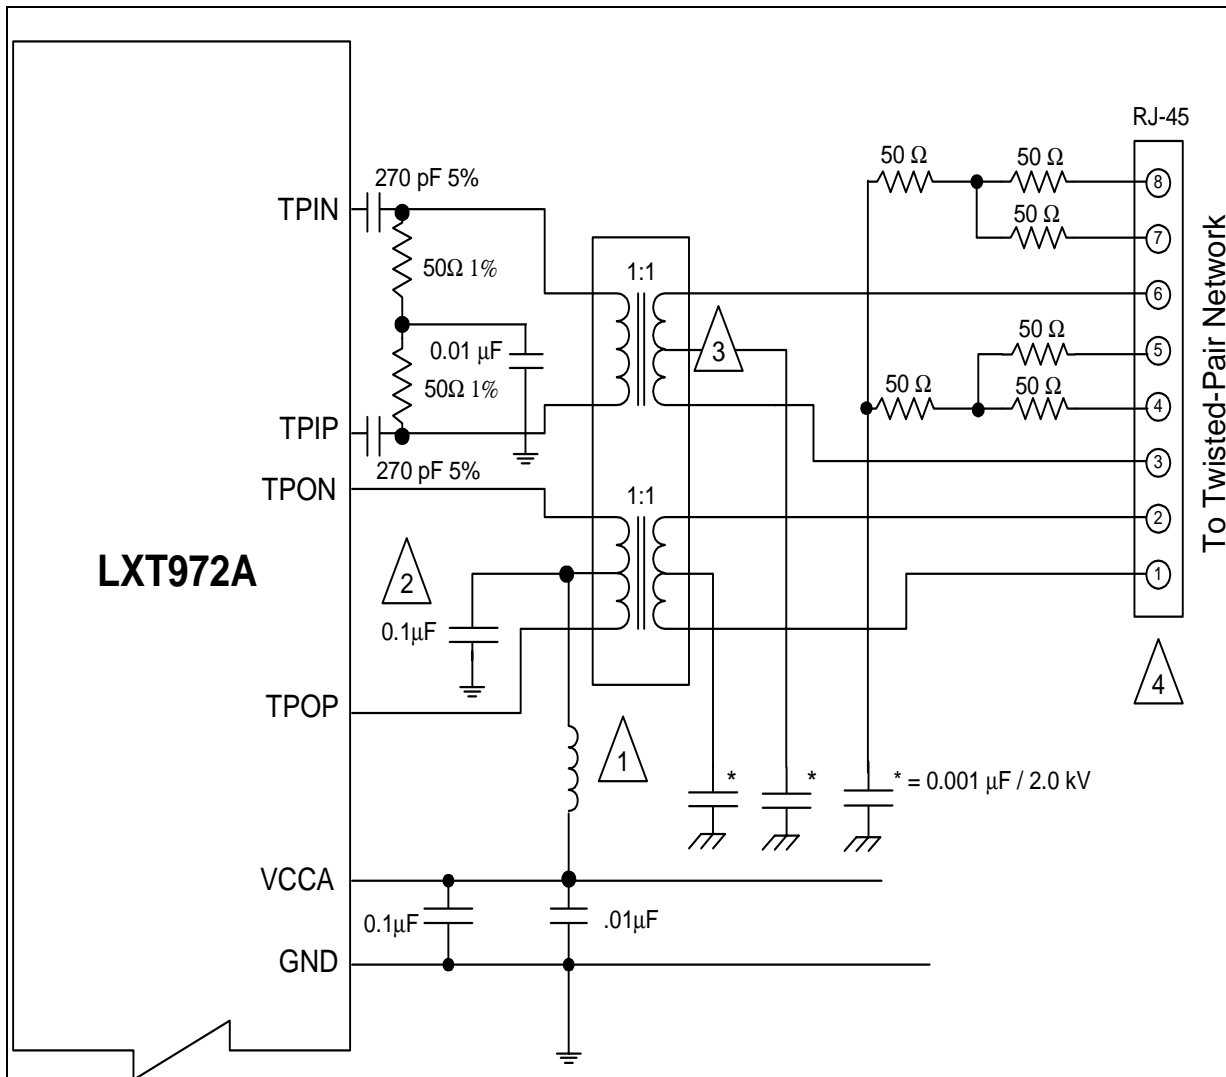 RJ-45
50 Ω
50 Ω
8
270 pF 5%
TPIN
50 Ω
7
50Ω 1%
1:1
6
50 Ω
0.01 µF
3
5
50Ω 1%
50 Ω
50 Ω
4
TPIP
270 pF 5%
3
TPON
1:1
2
To Twisted-Pair Network
LXT972A
2
1
0.1µF
4
TPOP
1
*
*
* = 0.001 µF / 2.0 kV
VCCA
0.1µF
.01µF
GND